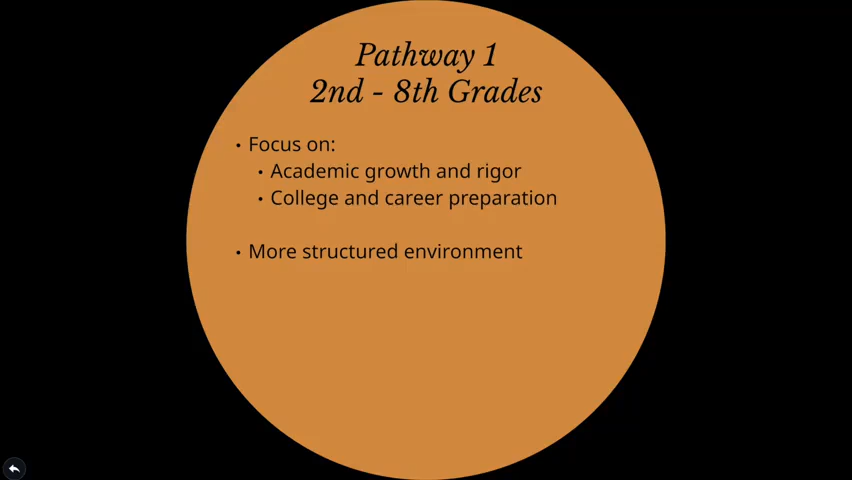 Pathway 1
2nd - 8th Grades
• Focus on:
• Academic growth and rigor
• College and career preparation
• More structured environment